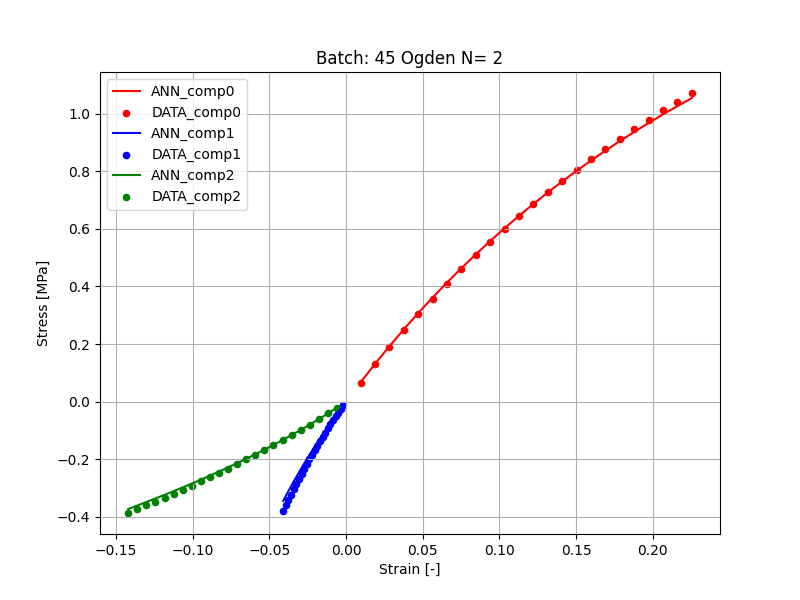 Batch: 45 Ogden N= 2
ANN_comp0
DATA_comp0
ANN_comp1
DATA_comp1
ANN_comp2
DATA_comp2
Stress [MPa]
1.0
0.8
0.6
0.4
0.2
0.0
−0.2
−0.4
−0.15 −0.10 −0.05 0.00 0.05 0.10 0.15 0.20
Strain [-]